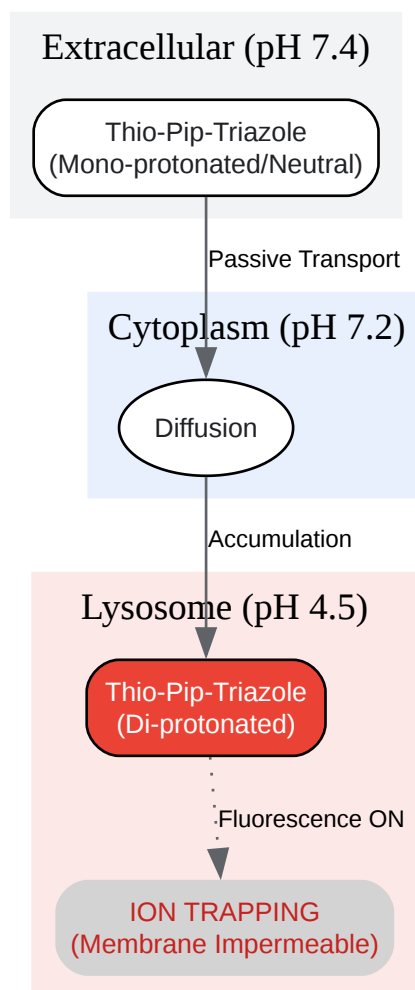 Extracellular (pH 7.4)
Thio-Pip-Triazole
(Mono-protonated/Neutral)
Passive Transport
Cytoplasm (pH 7.2)
Diffusion
Accumulation
Lysosome (pH 4.5)
Thio-Pip-Triazole
(Di-protonated)
Fluorescence ON
ION TRAPPING
(Membrane Impermeable)